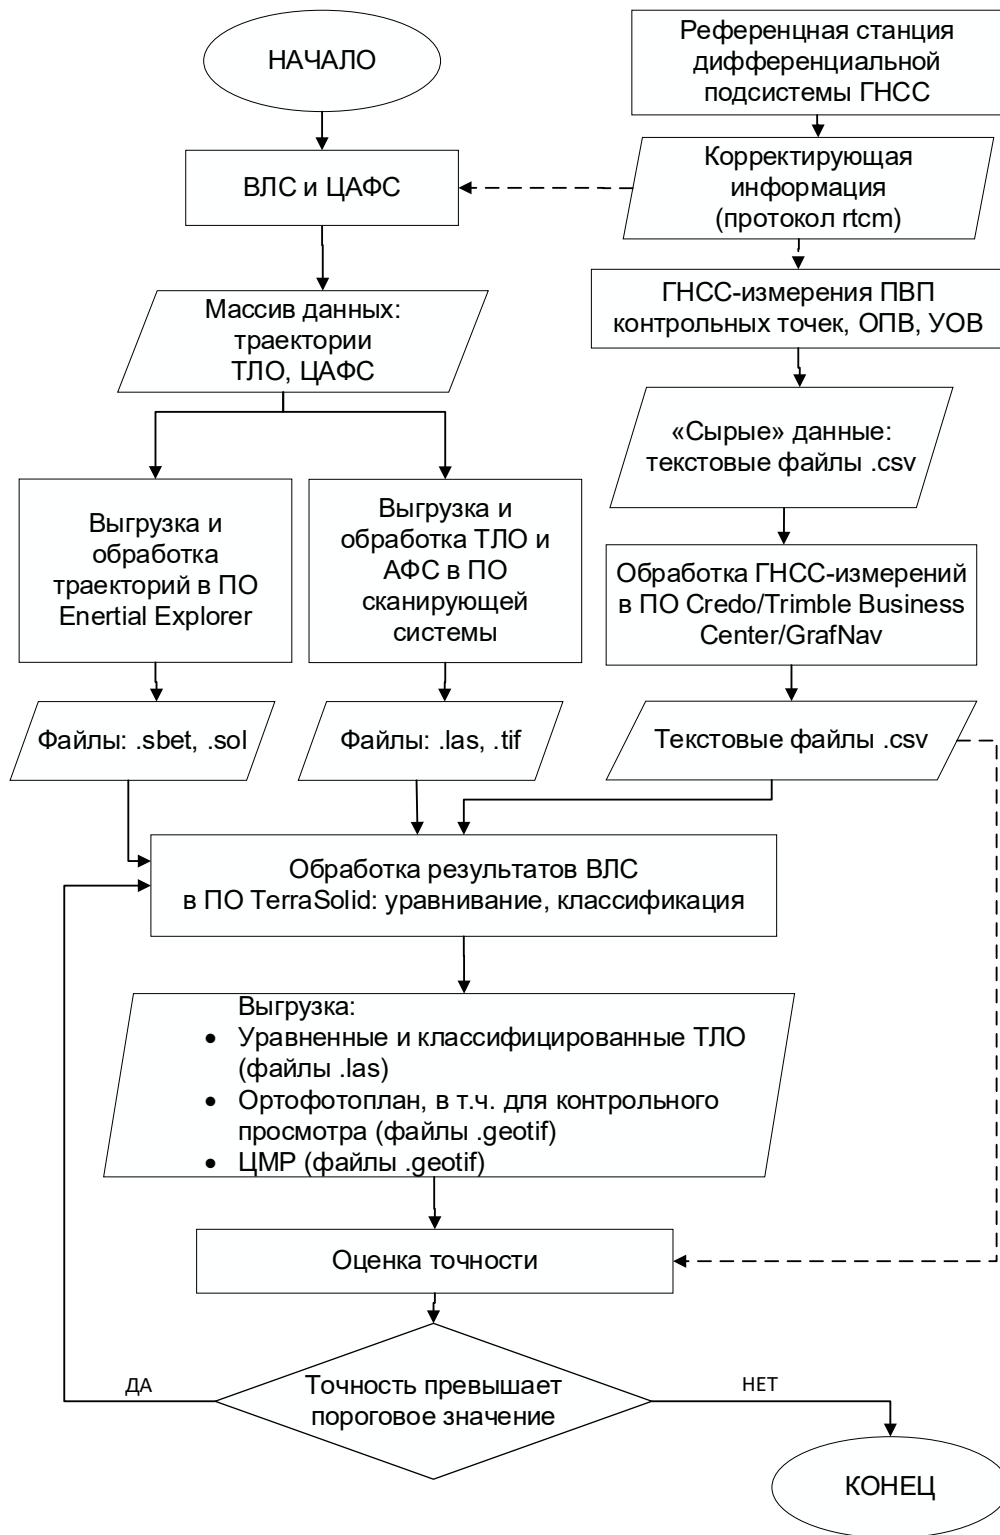 НАЧАЛО
Референцная станция
дифференциальной
подсистемы ГНСС
ВЛС и ЦАФС
Корректирующая
информация
(протокол rtcm)
ГНСС-измерения ПВП
контрольных точек, ОПВ, УОВ
Массив данных:
траектории
ТЛО, ЦАФС
«Сырые» данные:
текстовые файлы .csv
Выгрузка и
обработка
траекторий в ПО
Enertial Explorer
Выгрузка и
обработка ТЛО и
АФС в ПО
сканирующей
системы
Обработка ГНСС-измерений
в ПО Credo/Trimble Business
Center/GrafNav
Файлы: .sbet, .sol
Файлы: .las, .tif
Текстовые файлы .csv
Обработка результатов ВЛС
в ПО TerraSolid: уравнивание, классификация
Выгрузка:
• Уравненные и классифицированные ТЛО
(файлы .las)
• Ортофотоплан, в т.ч. для контрольного
просмотра (файлы .geotif)
• ЦМР (файлы .geotif)
Оценка точности
Точность превышает
пороговое значение
ДА
НЕТ
КОНЕЦ